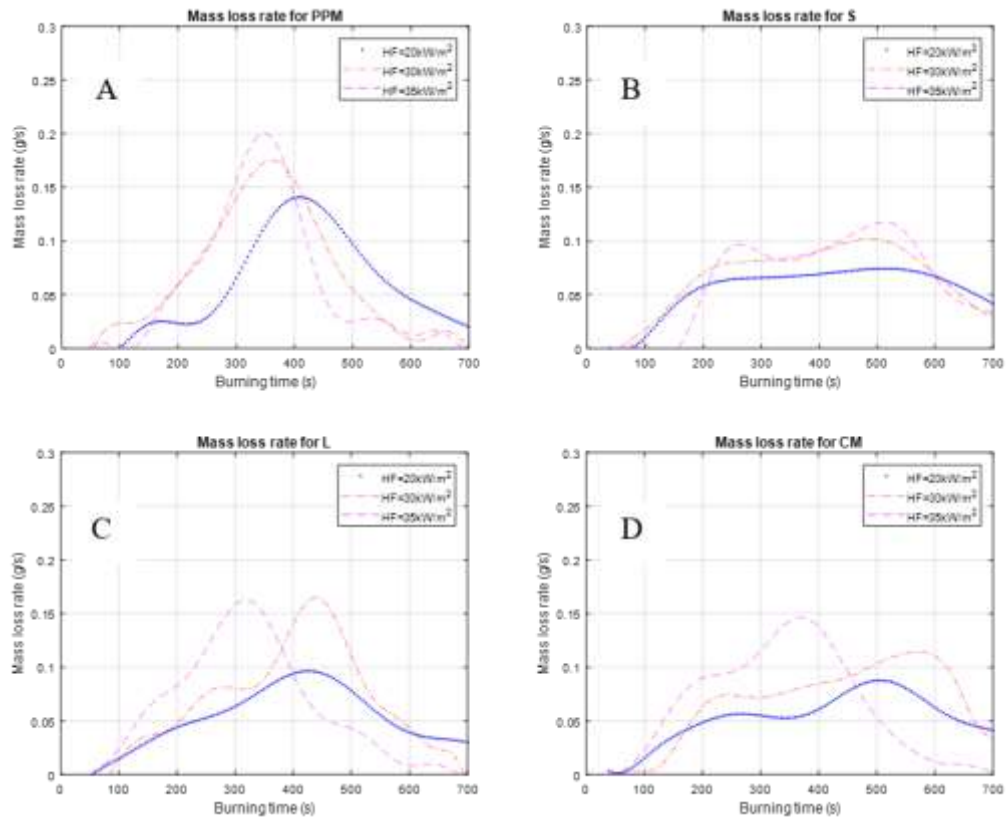 Mass loss rate for PPM
0.3
0.25
0.2
0.15
0.1
0.05
0
Mass loss rate (g/s)
A
HF=20kW/m²
HF=30kW/m²
HF=35kW/m²
0 100 200 300 400 500 600 700
Burning time (s)
Mass loss rate for S
0.3
0.25
0.2
0.15
0.1
0.05
0
Mass loss rate (g/s)
B
HF=20kW/m²
HF=30kW/m²
HF=35kW/m²
0 100 200 300 400 500 600 700
Burning time (s)
Mass loss rate for L
0.3
0.25
0.2
0.15
0.1
0.05
0
Mass loss rate (g/s)
C
HF=20kW/m²
HF=30kW/m²
HF=35kW/m²
0 100 200 300 400 500 600 700
Burning time (s)
Mass loss rate for CM
0.3
0.25
0.2
0.15
0.1
0.05
0
Mass loss rate (g/s)
D
HF=20kW/m²
HF=30kW/m²
HF=35kW/m²
0 100 200 300 400 500 600 700
Burning time (s)